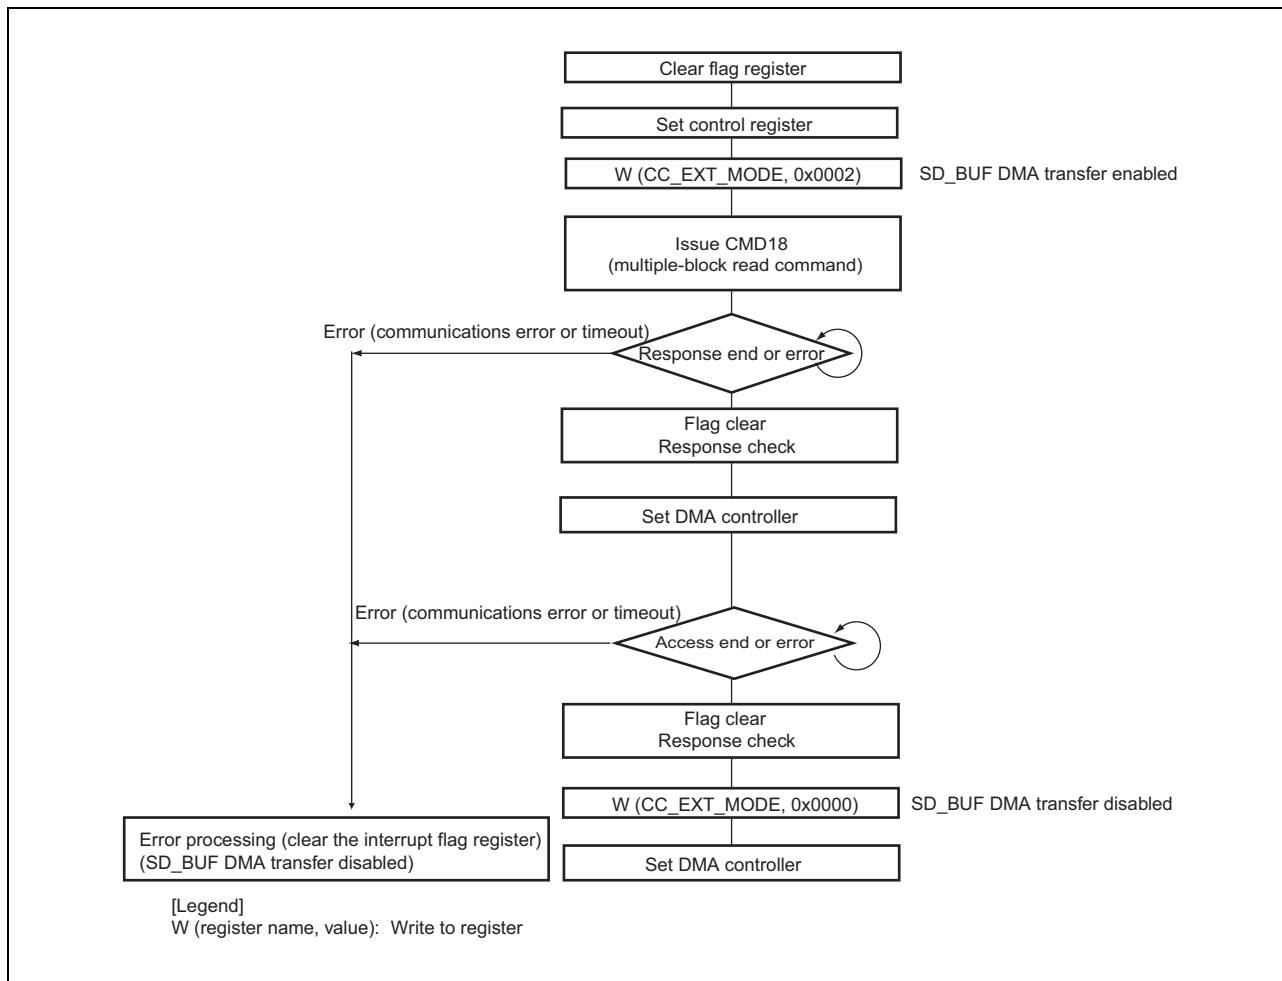 Clear flag register
Set control register
W (CC_EXT_MODE, 0x0002)
SD_BUF DMA transfer enabled
Issue CMD18
(multiple-block read command)
Error (communications error or timeout)
Response end or error
Flag clear
Response check
Set DMA controller
Error (communications error or timeout)
Access end or error
Flag clear
Response check
W (CC_EXT_MODE, 0x0000)
SD_BUF DMA transfer disabled
Error processing (clear the interrupt flag register)
(SD_BUF DMA transfer disabled)
Set DMA controller
[Legend]
W (register name, value):  Write to register